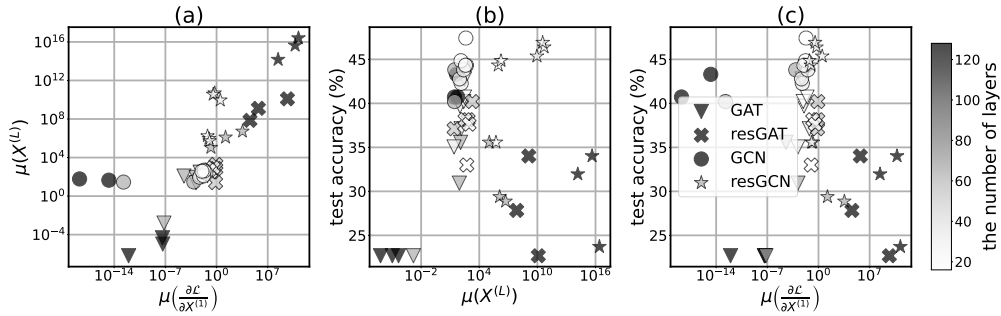 (a)
10^16
10^12
10^8
10^4
10^0
10^−4
μ(X^(L))
10^−14
10^−7
10^0
10^7
μ(∂ℒ/∂X^(1))
(b)
45
40
35
30
25
test accuracy (%)
10^−2
10^4
10^10
10^16
μ(X^(L))
(c)
45
40
35
30
25
test accuracy (%)
GAT
resGAT
GCN
resGCN
10^−14
10^−7
10^0
10^7
μ(∂ℒ/∂X^(1))
120
100
80
60
40
20
the number of layers